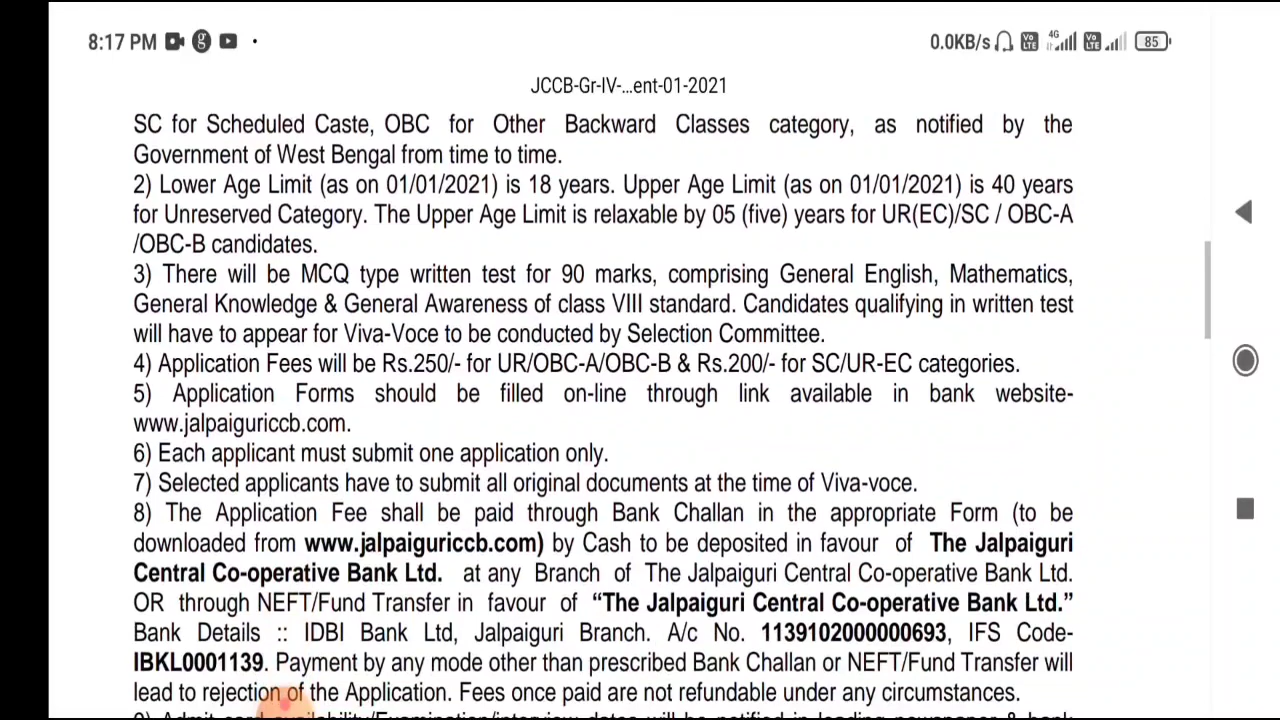 8:17 PM
0.0KB/s 4G 85
JCCB-Gr-IV-...ent-01-2021
SC for Scheduled Caste, OBC for Other Backward Classes category, as notified by the
Government of West Bengal from time to time.
2) Lower Age Limit (as on 01/01/2021) is 18 years. Upper Age Limit (as on 01/01/2021) is 40 years
for Unreserved Category. The Upper Age Limit is relaxable by 05 (five) years for UR(EC)/SC / OBC-A
/OBC-B candidates.
3) There will be MCQ type written test for 90 marks, comprising General English, Mathematics,
General Knowledge & General Awareness of class VIII standard. Candidates qualifying in written test
will have to appear for Viva-Voce to be conducted by Selection Committee.
4) Application Fees will be Rs.250/- for UR/OBC-A/OBC-B & Rs.200/- for SC/UR-EC categories.
5) Application Forms should be filled on-line through link available in bank website-
www.jalpaiguriccb.com.
6) Each applicant must submit one application only.
7) Selected applicants have to submit all original documents at the time of Viva-voce.
8) The Application Fee shall be paid through Bank Challan in the appropriate Form (to be
downloaded from www.jalpaiguriccb.com) by Cash to be deposited in favour of The Jalpaiguri
Central Co-operative Bank Ltd. at any Branch of The Jalpaiguri Central Co-operative Bank Ltd.
OR through NEFT/Fund Transfer in favour of “The Jalpaiguri Central Co-operative Bank Ltd.”
Bank Details :: IDBI Bank Ltd, Jalpaiguri Branch. A/c No. 1139102000000693, IFS Code-
IBKL0001139. Payment by any mode other than prescribed Bank Challan or NEFT/Fund Transfer will
lead to rejection of the Application. Fees once paid are not refundable under any circumstances.